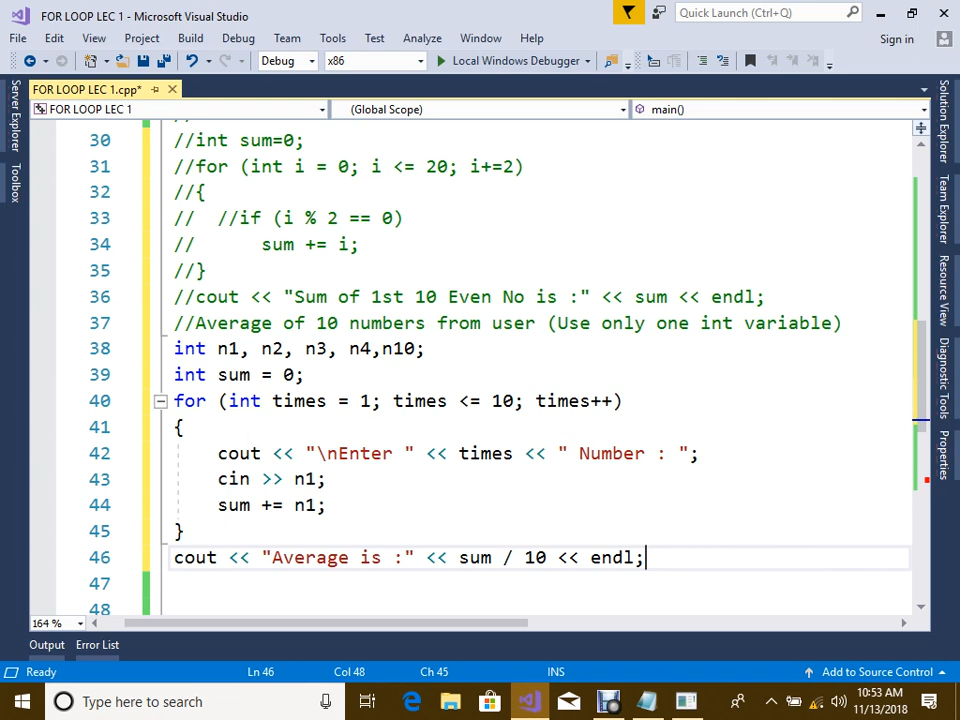 FOR LOOP LEC 1 - Microsoft Visual Studio
Quick Launch (Ctrl+Q)
File Edit View Project Build Debug Team Tools Test Analyze Window Help Sign in
Debug x86 Local Windows Debugger
FOR LOOP LEC 1.cpp*
FOR LOOP LEC 1 (Global Scope) main()
Server Explorer
Toolbox
Solution Explorer
Team Explorer
Resource View
Diagnostic Tools
Properties
30 //int sum=0;
31 //for (int i = 0; i <= 20; i+=2)
32 //{
33 // //if (i % 2 == 0)
34 // sum += i;
35 //}
36 //cout << "Sum of 1st 10 Even No is :" << sum << endl;
37 //Average of 10 numbers from user (Use only one int variable)
38 int n1, n2, n3, n4,n10;
39 int sum = 0;
40 for (int times = 1; times <= 10; times++)
41 {
42 cout << "\nEnter " << times << " Number : ";
43 cin >> n1;
44 sum += n1;
45 }
46 cout << "Average is :" << sum / 10 << endl;
47
48
164 %
Output Error List
Ready Ln 46 Col 48 Ch 45 INS Add to Source Control
Type here to search
10:53 AM
11/13/2018